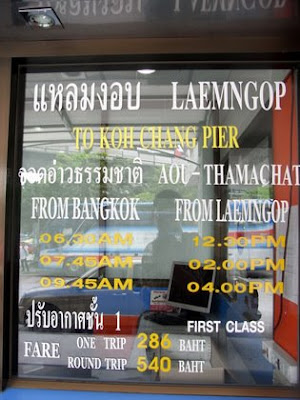 แหลมงอบ LAEMNGOP
TO KOH CHANG PIER
จอดอ่าวธรรมชาติ AOU-THAMACHAT
FROM BANGKOK FROM LAEMNGOP
06.30AM 12.30PM
07.45AM 02.00PM
09.45AM 04.00PM
ปรับอากาศชั้น 1 FIRST CLASS
FARE ONE TRIP 286 BAHT
ROUND TRIP 540 BAHT